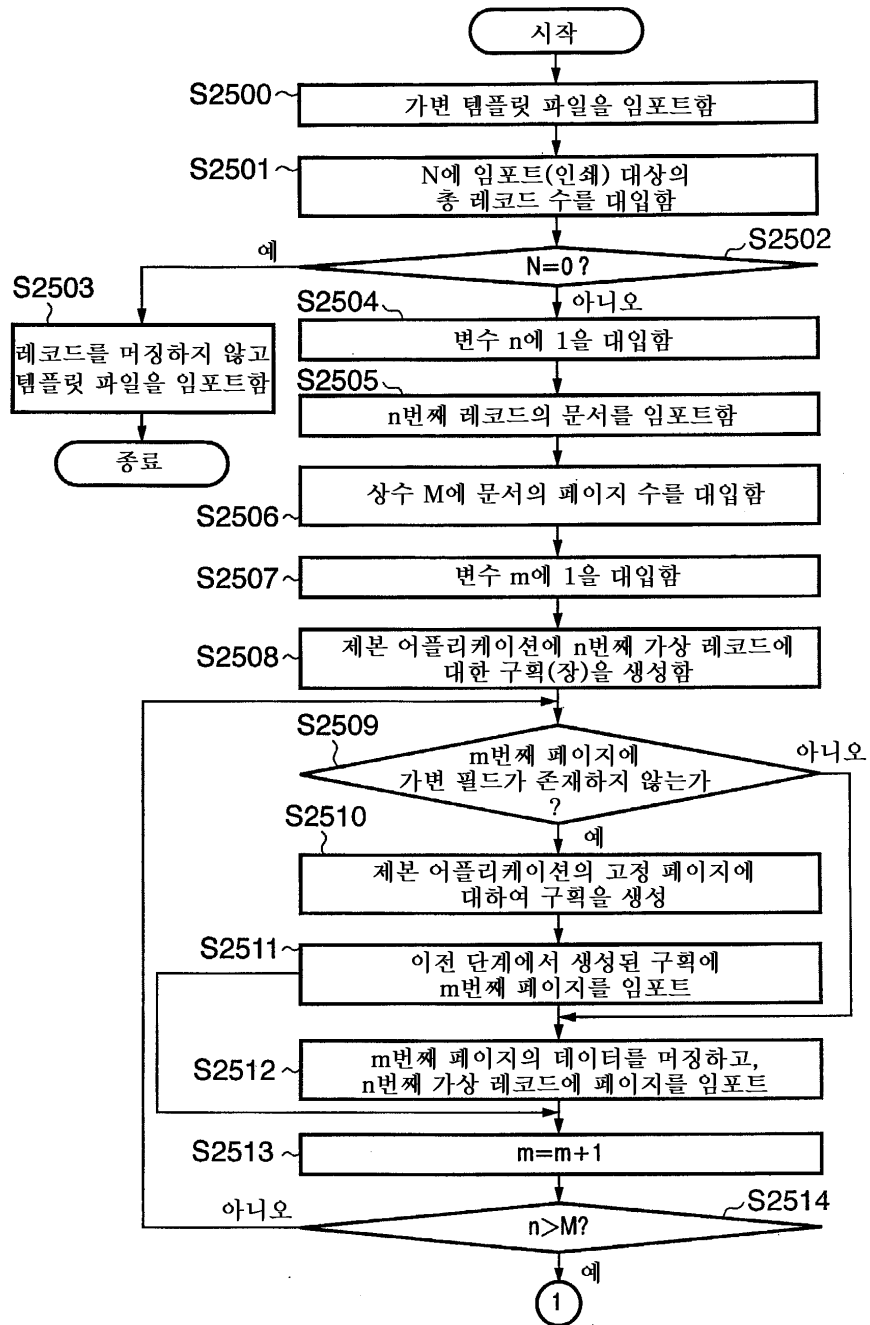 시작
S2500
가변 템플릿 파일을 임포트함
S2501
N에 임포트(인쇄) 대상의
총 레코드 수를 대입함
예
S2502
N=0?
S2503
레코드를 머징하지 않고
템플릿 파일을 임포트함
종료
아니오
S2504
변수 n에 1을 대입함
S2505
n번째 레코드의 문서를 임포트함
상수 M에 문서의 페이지 수를 대입함
S2506
S2507
변수 m에 1을 대입함
S2508
제본 어플리케이션에 n번째 가상 레코드에
대한 구획(장)을 생성함
S2509
m번째 페이지에
가변 필드가 존재하지 않는가
?
아니오
예
S2510
제본 어플리케이션의 고정 페이지에
대하여 구획을 생성
S2511
이전 단계에서 생성된 구획에
m번째 페이지를 임포트
S2512
m번째 페이지의 데이터를 머징하고,
n번째 가상 레코드에 페이지를 임포트
S2513
m=m+1
아니오
S2514
n>M?
예
1